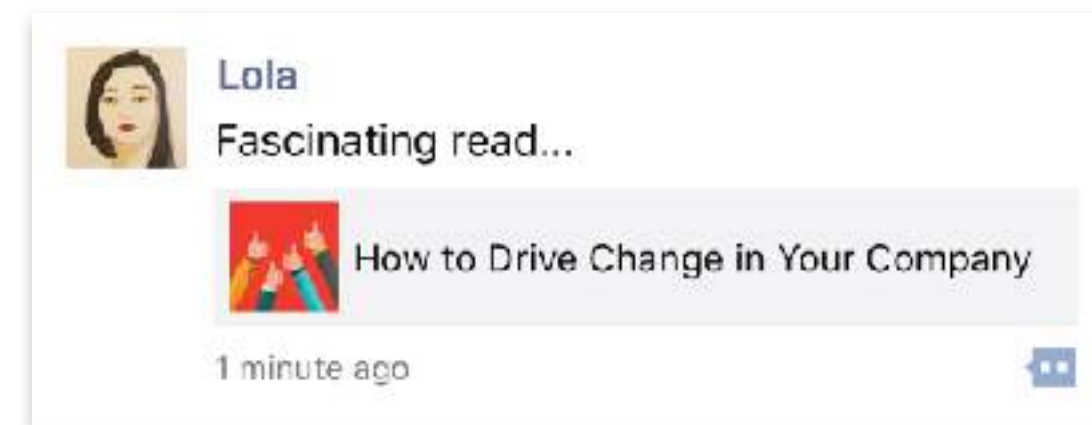 Lola
Fascinating read...
How to Drive Change in Your Company
1 minute ago